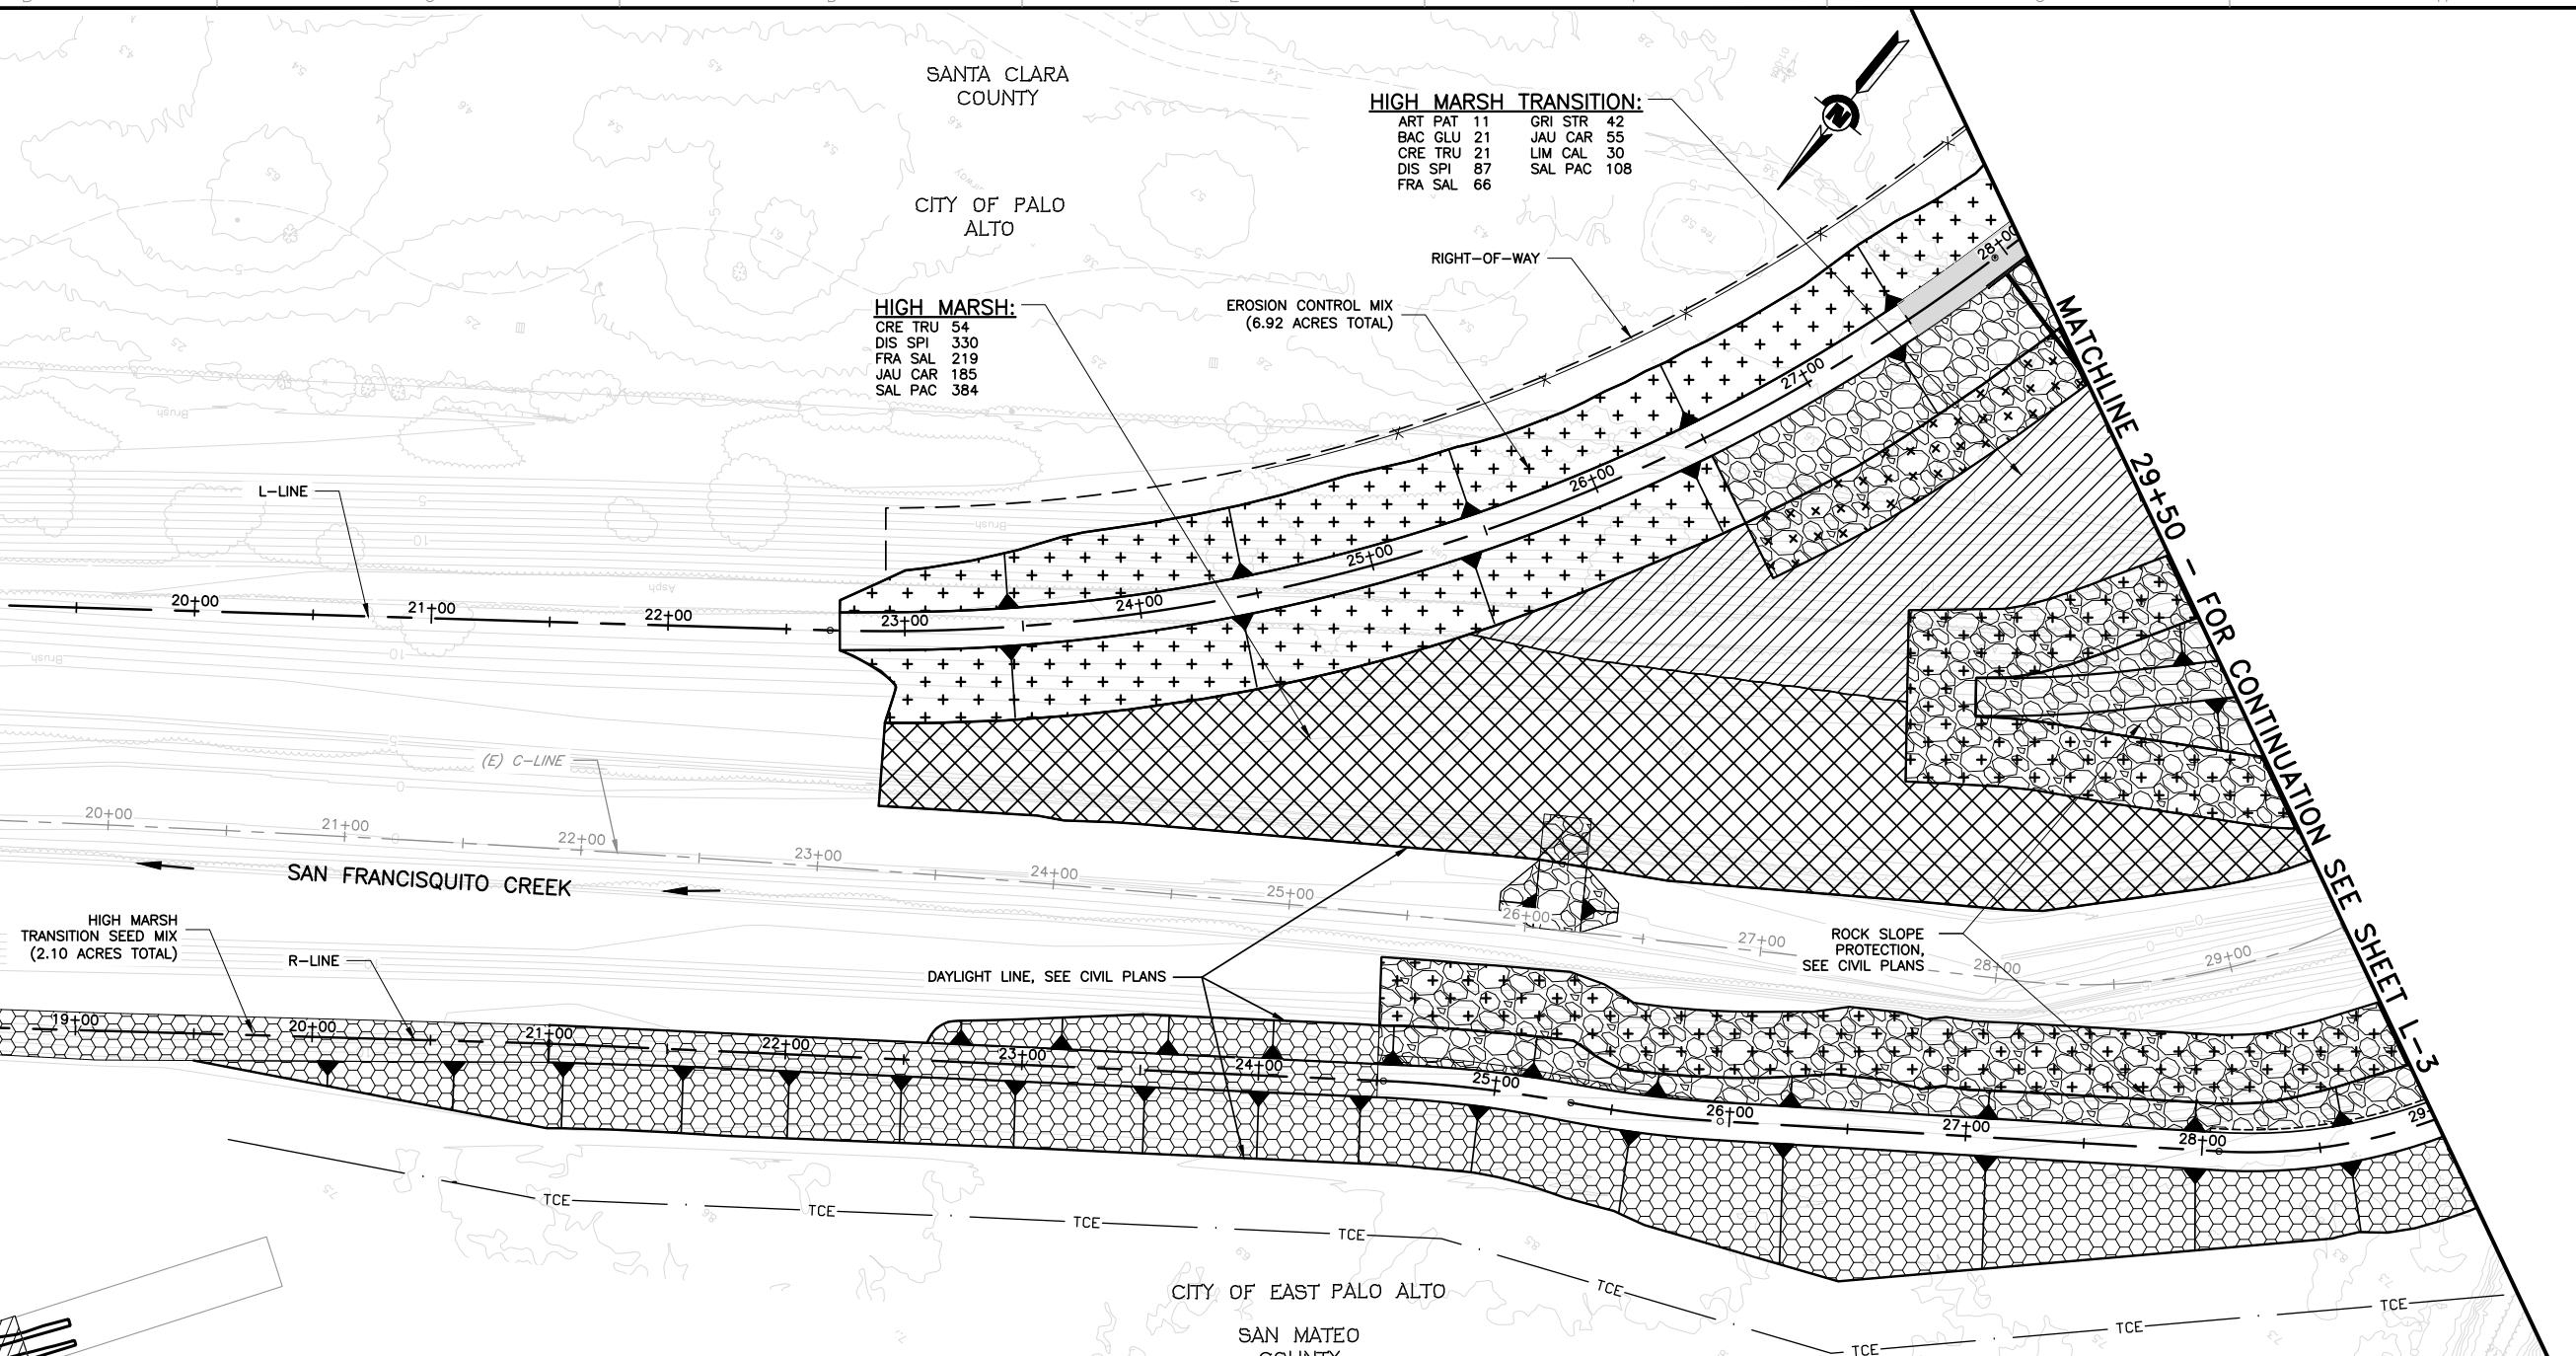 SANTA CLARA
COUNTY
CITY OF PALO
ALTO
HIGH MARSH TRANSITION:
ART PAT 11 GRI STR 42
BAC GLU 21 JAU CAR 55
CRE TRU 21 LIM CAL 30
DIS SPI 87 SAL PAC 108
FRA SAL 66
N
RIGHT-OF-WAY
EROSION CONTROL MIX
(6.92 ACRES TOTAL)
HIGH MARSH:
CRE TRU 54
DIS SPI 330
FRA SAL 219
JAU CAR 185
SAL PAC 384
MATCHLINE 29+50 - FOR CONTINUATION SEE SHEET L-3
L-LINE
20+00
21+00
22+00
23+00
24+00
25+00
26+00
27+00
28+00
Brush
Brush
Brush
Asph
(E) C-LINE
20+00
21+00
22+00
23+00
24+00
25+00
26+00
27+00
28+00
29+00
SAN FRANCISQUITO CREEK
HIGH MARSH
TRANSITION SEED MIX
(2.10 ACRES TOTAL)
R-LINE
DAYLIGHT LINE, SEE CIVIL PLANS
ROCK SLOPE
PROTECTION,
SEE CIVIL PLANS
19+00
20+00
21+00
22+00
23+00
24+00
25+00
26+00
27+00
28+00
29
TCE
TCE
TCE
TCE
TCE
TCE
TCE
TCE
CITY OF EAST PALO ALTO
SAN MATEO
COUNTY